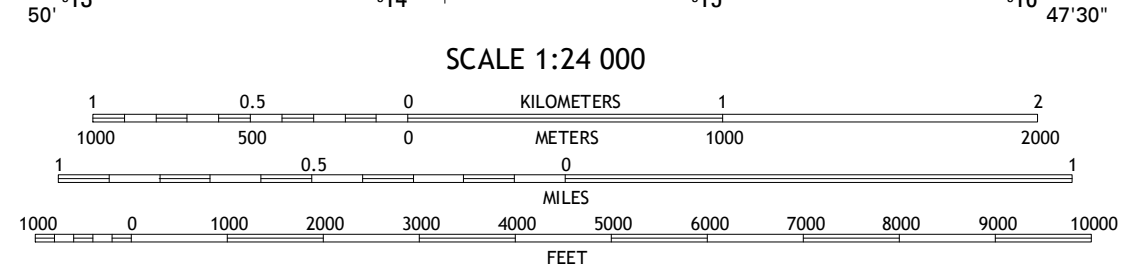 50' 47'30"
SCALE 1:24 000
1 0.5 0 KILOMETERS 1 2
1000 500 0 METERS 1000 2000
1 0.5 0 1
MILES
1000 0 1000 2000 3000 4000 5000 6000 7000 8000 9000 10000
FEET